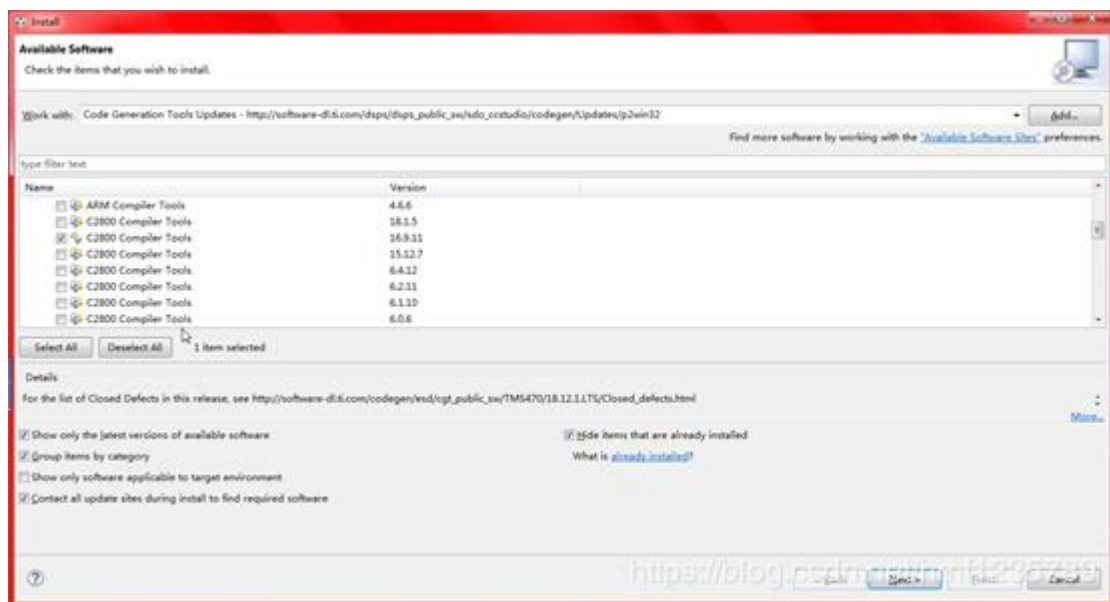 Install
Available Software
Check the items that you wish to install.
Work with: Code Generation Tools Updates - http://software-dl.ti.com/dsps/dsps_public_sw/sdo_ccstudio/codegen/Updates/p2win32
Add...
Find more software by working with the "Available Software Sites" preferences.
type filter text
Name Version
ARM Compiler Tools 4.6.6
C2800 Compiler Tools 18.1.5
C2800 Compiler Tools 16.9.11
C2800 Compiler Tools 15.12.7
C2800 Compiler Tools 6.4.12
C2800 Compiler Tools 6.2.11
C2800 Compiler Tools 6.1.10
C2800 Compiler Tools 6.0.6
Select All Deselect All 1 item selected
Details
For the list of Closed Defects in this release, see http://software-dl.ti.com/codegen/esd/cgt_public_sw/TMS470/18.12.1.LTS/Closed_defects.html
More...
Show only the latest versions of available software Hide items that are already installed
Group items by category What is already installed?
Show only software applicable to target environment
Contact all update sites during install to find required software
Next > Cancel